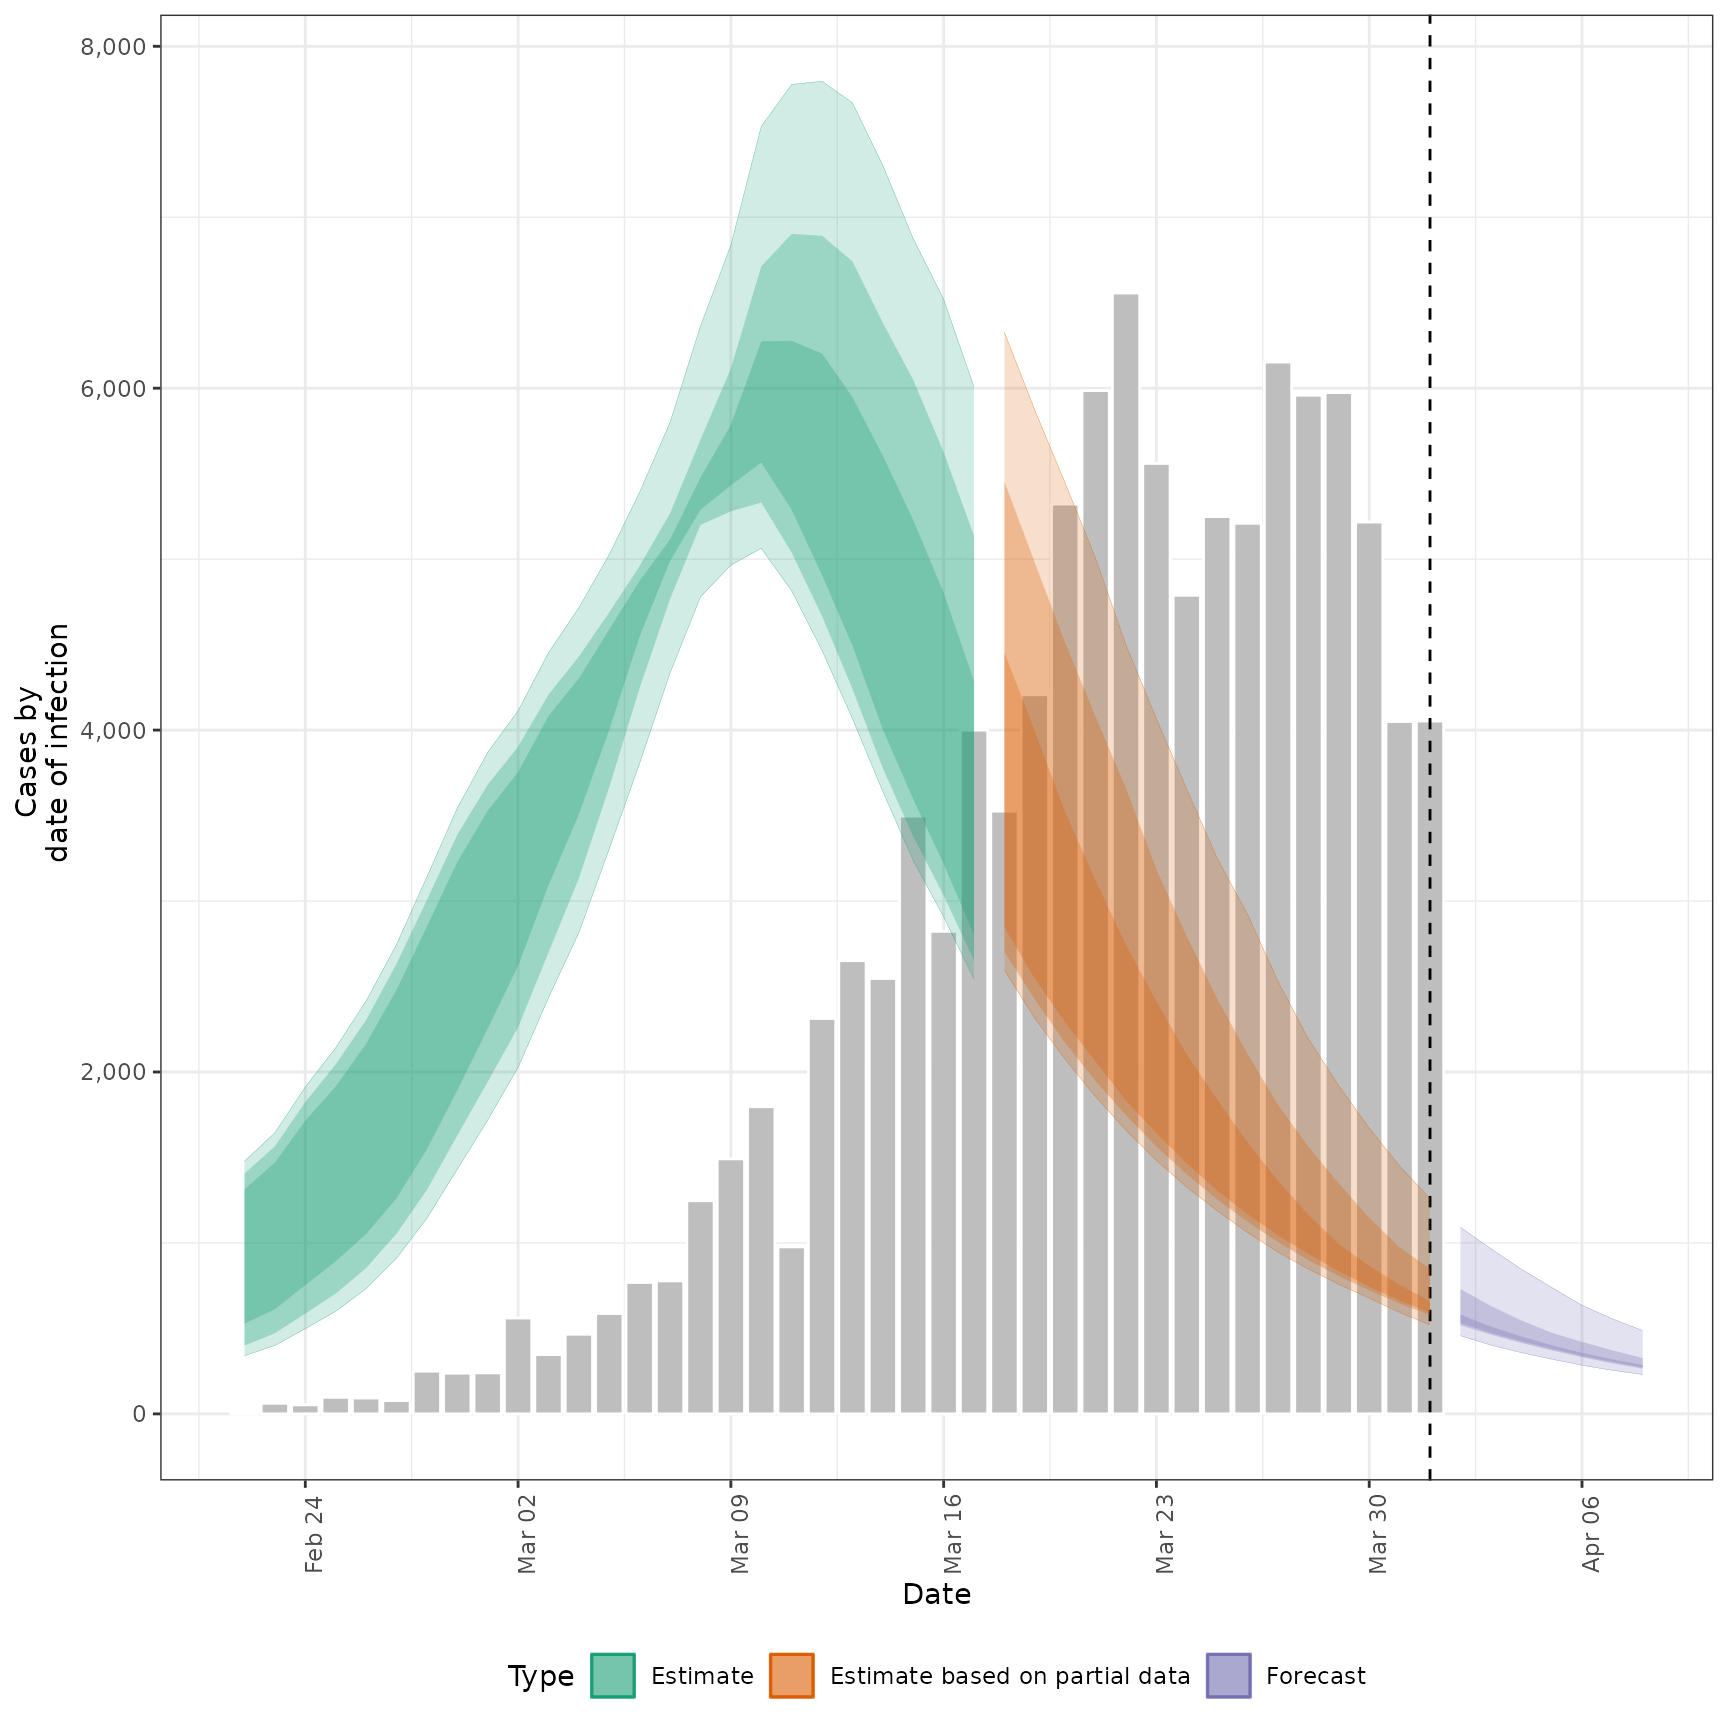 8,000
6,000
4,000
2,000
0
Cases by
date of infection
Feb 24
Mar 02
Mar 09
Mar 16
Mar 23
Mar 30
Apr 06
Date
Type
Estimate
Estimate based on partial data
Forecast